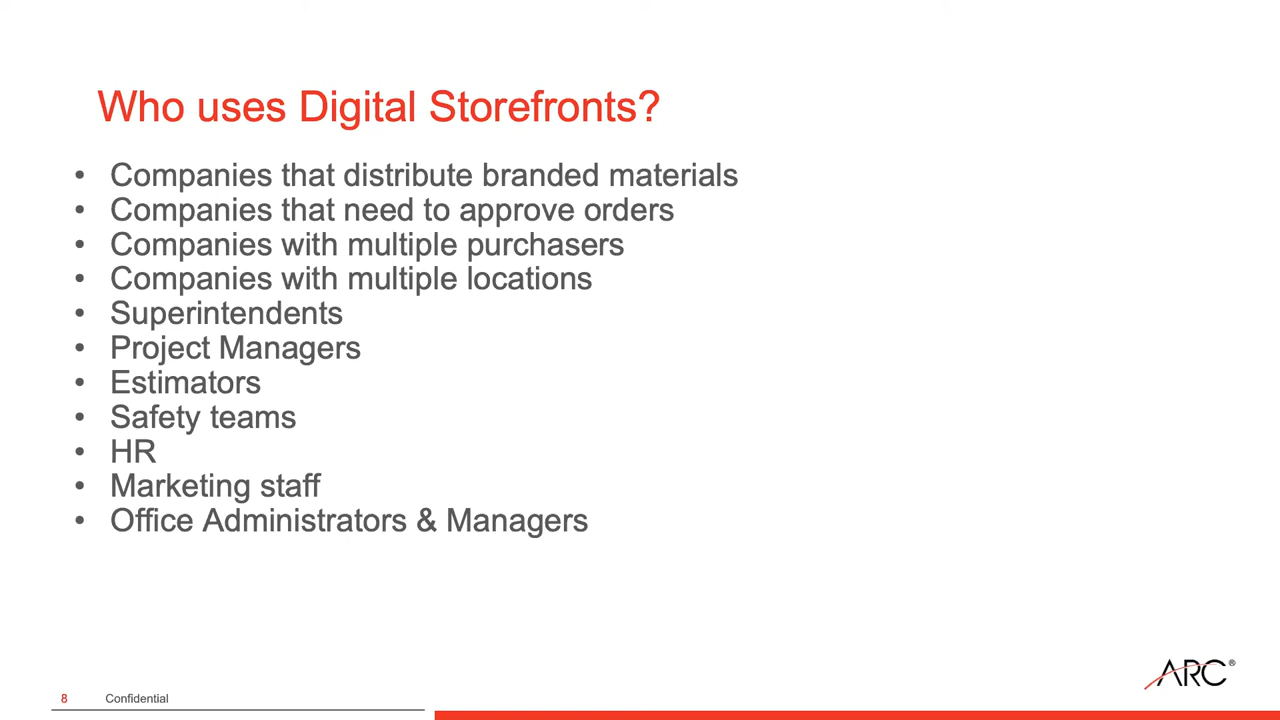 Who uses Digital Storefronts?
• Companies that distribute branded materials
• Companies that need to approve orders
• Companies with multiple purchasers
• Companies with multiple locations
• Superintendents
• Project Managers
• Estimators
• Safety teams
• HR
• Marketing staff
• Office Administrators & Managers
ARC®
8 Confidential